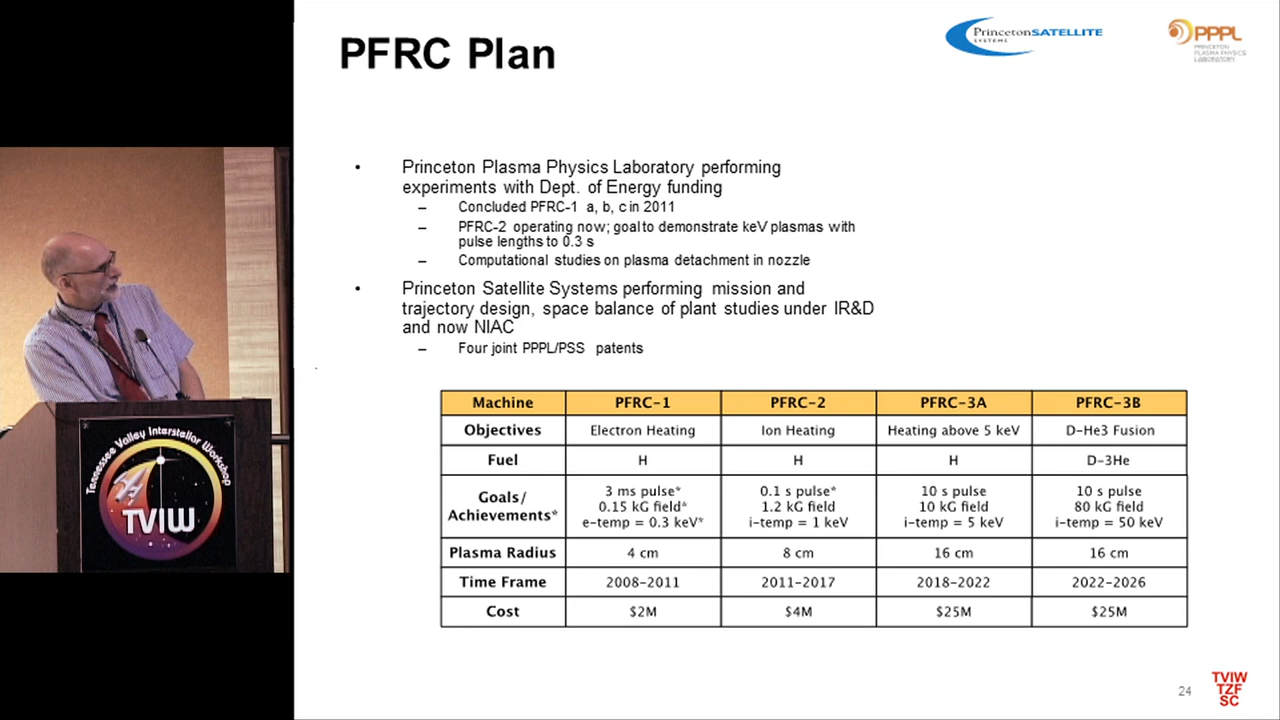 PFRC Plan
PrincetonSATELLITE
SYSTEMS
PPPL
PRINCETON
PLASMA PHYSICS
LABORATORY
• Princeton Plasma Physics Laboratory performing
experiments with Dept. of Energy funding
– Concluded PFRC-1 a, b, c in 2011
– PFRC-2 operating now; goal to demonstrate keV plasmas with
pulse lengths to 0.3 s
– Computational studies on plasma detachment in nozzle
• Princeton Satellite Systems performing mission and
trajectory design, space balance of plant studies under IR&D
and now NIAC
– Four joint PPPL/PSS patents
Machine PFRC-1 PFRC-2 PFRC-3A PFRC-3B
Objectives Electron Heating Ion Heating Heating above 5 keV D-He3 Fusion
Fuel H H H D-3He
Goals/ 3 ms pulse* 0.1 s pulse* 10 s pulse 10 s pulse
Achievements* 0.15 kG field* 1.2 kG field 10 kG field 80 kG field
e-temp = 0.3 keV* i-temp = 1 keV i-temp = 5 keV i-temp = 50 keV
Plasma Radius 4 cm 8 cm 16 cm 16 cm
Time Frame 2008-2011 2011-2017 2018-2022 2022-2026
Cost $2M $4M $25M $25M
Tennessee Valley Interstellar Workshop
TVIW
24
TVIW
TZF
SC